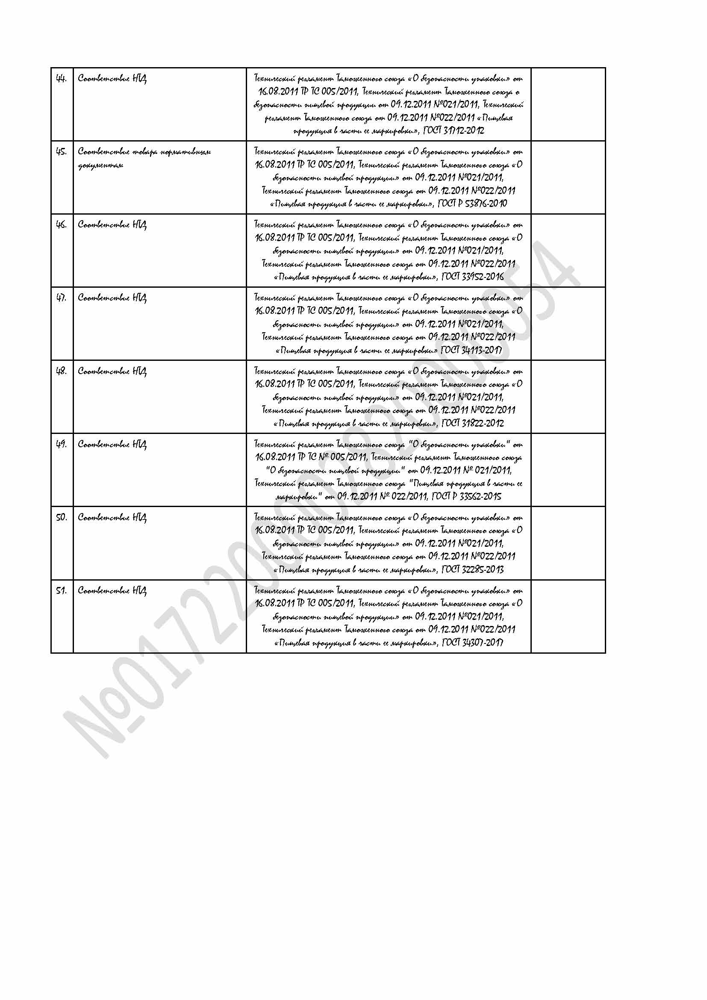 44. Соответствие НД
Технический регламент Таможенного союза «О безопасности упаковки» от
16.08.2011 ТР ТС 005/2011, Технический регламент Таможенного союза о
безопасности пищевой продукции от 09.12.2011 №021/2011, Технический
регламент Таможенного союза от 09.12.2011 №022/2011 «Пищевая
продукция в части ее маркировки», ГОСТ 31712-2012
45. Соответствие товара нормативным
документам
Технический регламент Таможенного союза «О безопасности упаковки» от
16.08.2011 ТР ТС 005/2011, Технический регламент Таможенного союза «О
безопасности пищевой продукции» от 09.12.2011 №021/2011,
Технический регламент Таможенного союза от 09.12.2011 №022/2011
«Пищевая продукция в части ее маркировки», ГОСТ Р 53876-2010
46. Соответствие НД
Технический регламент Таможенного союза «О безопасности упаковки» от
16.08.2011 ТР ТС 005/2011, Технический регламент Таможенного союза «О
безопасности пищевой продукции» от 09.12.2011 №021/2011,
Технический регламент Таможенного союза от 09.12.2011 №022/2011
«Пищевая продукция в части ее маркировки», ГОСТ 33952-2016
47. Соответствие НД
Технический регламент Таможенного союза «О безопасности упаковки» от
16.08.2011 ТР ТС 005/2011, Технический регламент Таможенного союза «О
безопасности пищевой продукции» от 09.12.2011 №021/2011,
Технический регламент Таможенного союза от 09.12.2011 №022/2011
«Пищевая продукция в части ее маркировки» ГОСТ 34113-2017
48. Соответствие НД
Технический регламент Таможенного союза «О безопасности упаковки» от
16.08.2011 ТР ТС 005/2011, Технический регламент Таможенного союза «О
безопасности пищевой продукции» от 09.12.2011 №021/2011,
Технический регламент Таможенного союза от 09.12.2011 №022/2011
«Пищевая продукция в части ее маркировки», ГОСТ 31822-2012
49. Соответствие НД
Технический регламент Таможенного союза "О безопасности упаковки" от
16.08.2011 ТР ТС № 005/2011, Технический регламент Таможенного союза
"О безопасности пищевой продукции" от 09.12.2011 № 021/2011,
Технический регламент Таможенного союза "Пищевая продукция в части ее
маркировки" от 09.12.2011 № 022/2011, ГОСТ Р 33562-2015
50. Соответствие НД
Технический регламент Таможенного союза «О безопасности упаковки» от
16.08.2011 ТР ТС 005/2011, Технический регламент Таможенного союза «О
безопасности пищевой продукции» от 09.12.2011 №021/2011,
Технический регламент Таможенного союза от 09.12.2011 №022/2011
«Пищевая продукция в части ее маркировки», ГОСТ 32285-2013
51. Соответствие НД
Технический регламент Таможенного союза «О безопасности упаковки» от
16.08.2011 ТР ТС 005/2011, Технический регламент Таможенного союза «О
безопасности пищевой продукции» от 09.12.2011 №021/2011,
Технический регламент Таможенного союза от 09.12.2011 №022/2011
«Пищевая продукция в части ее маркировки», ГОСТ 34307-2017